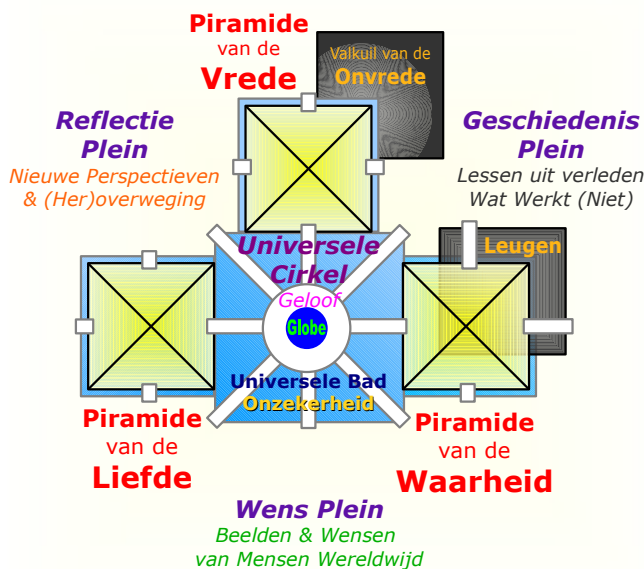 Piramide
van de
Vrede
Valkuil van de
Onvrede
Reflectie
Plein
Nieuwe Perspectieven
& (Her)overweging
Geschiedenis
Plein
Lessen uit verleden
Wat Werkt (Niet)
Leugen
Universele
Cirkel
Geloof
Globe
Universele Bad
Onzekerheid
Piramide
van de
Liefde
Piramide
van de
Waarheid
Wens Plein
Beelden & Wensen
van Mensen Wereldwijd